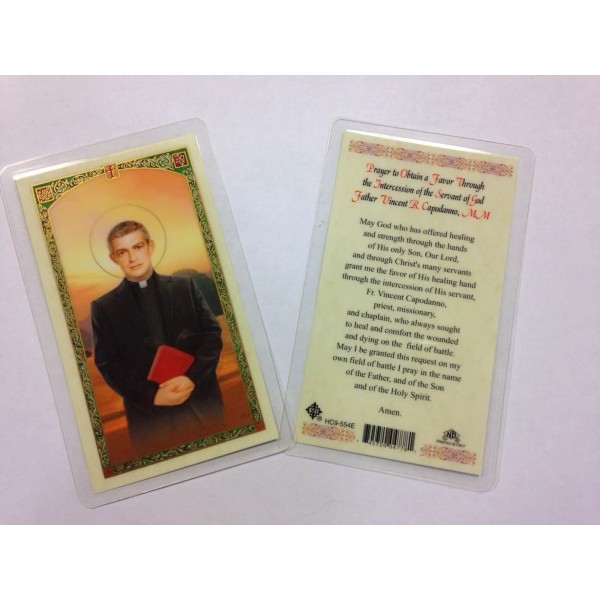 Prayer to Obtain a Favor Through
the Intercession of the Servant of God
Father Vincent R. Capodanno, MM
May God who has offered healing
and strength through the hands
of His only Son, Our Lord,
and through Christ's many servants
grant me the favor of His healing hand
through the intercession of His servant,
Fr. Vincent Capodanno,
priest, missionary,
and chaplain, who always sought
to heal and comfort the wounded
and dying on the field of battle.
May I be granted this request on my
own field of battle I pray in the name
of the Father, and of the Son
and of the Holy Spirit.
Amen.
HC9-554E